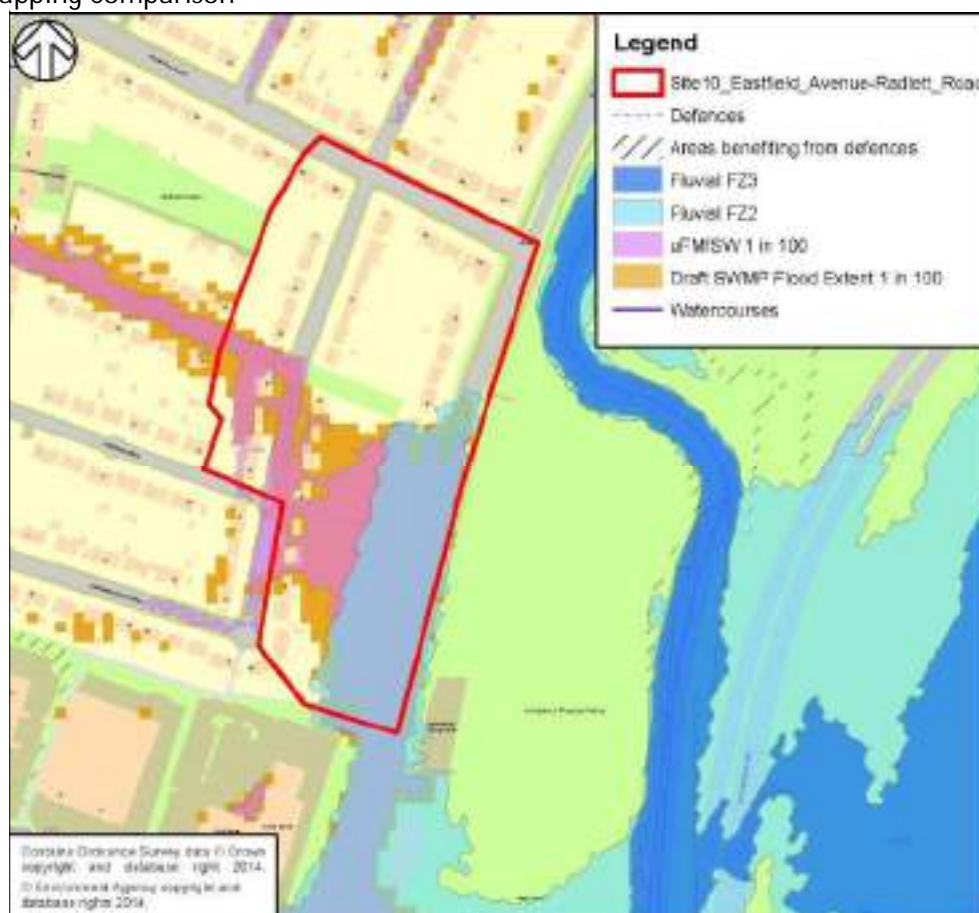 apping comparison
Legend
Site10_Eastfield_Avenue-Radlett_Road
Defences
Areas benefiting from defences
Fluvial FZ3
Fluvial FZ2
uFMfSW 1 in 100
Draft SWMP Flood Extent 1 in 100
Watercourses
Contains Ordnance Survey data © Crown
copyright and database right 2014.
© Environment Agency copyright and
database rights 2014.